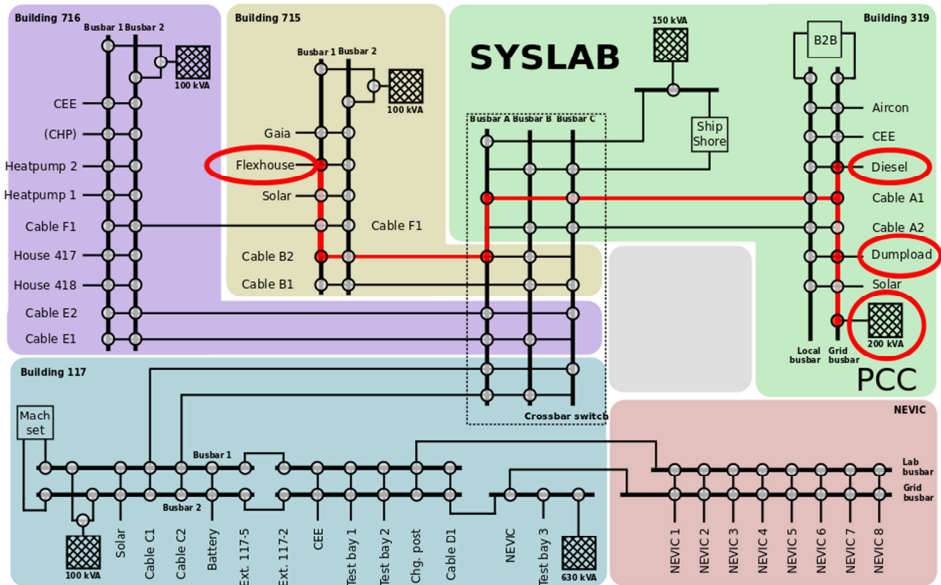 Building 716
Busbar 1 Busbar 2
100 kVA
CEE
(CHP)
Heatpump 2
Heatpump 1
Cable F1
House 417
House 418
Cable E2
Cable E1
Building 715
Busbar 1 Busbar 2
100 kVA
Gaia
Flexhouse
Solar
Cable F1
Cable B2
Cable B1
SYSLAB
150 kVA
Ship
Shore
Busbar A Busbar B Busbar C
Crossbar switch
Building 319
B2B
Aircon
CEE
Diesel
Cable A1
Cable A2
Dumpload
Solar
200 kVA
Local
busbar
Grid
busbar
PCC
Building 117
Mach
set
Busbar 1
Busbar 2
100 kVA
Solar
Cable C1
Cable C2
Battery
Ext. 117-5
Ext. 117-2
CEE
Test bay 1
Test bay 2
Chg. post
Cable D1
NEVIC
Test bay 3
630 kVA
NEVIC
Lab
busbar
Grid
busbar
NEVIC 1
NEVIC 2
NEVIC 3
NEVIC 4
NEVIC 5
NEVIC 6
NEVIC 7
NEVIC 8